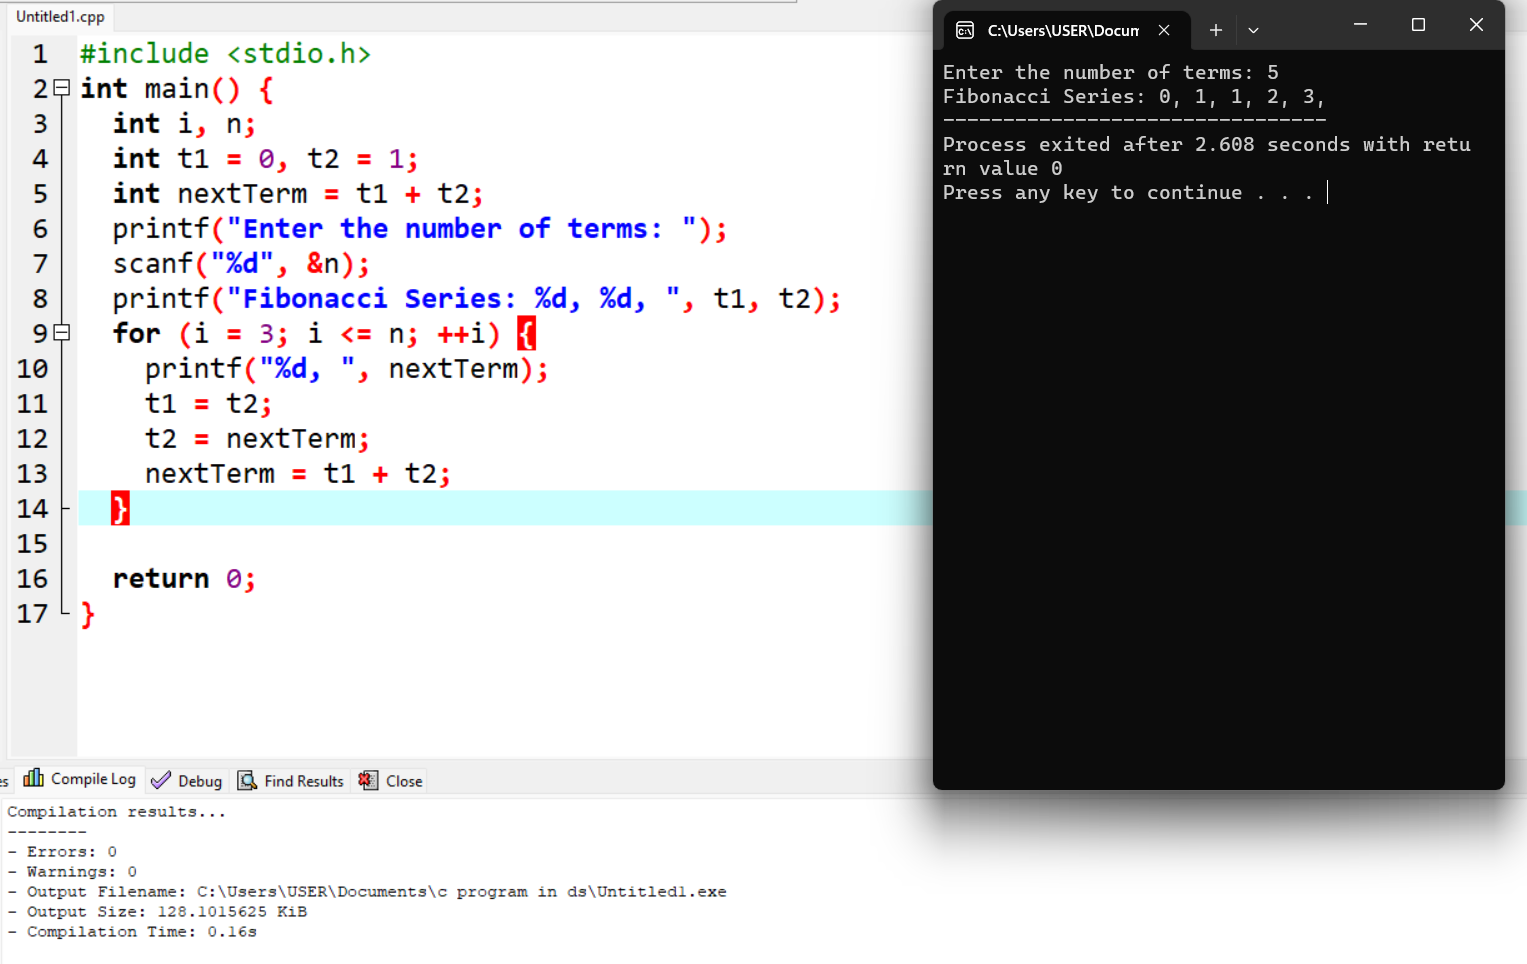 Untitled1.cpp
1 #include <stdio.h>
2 int main() {
3 int i, n;
4 int t1 = 0, t2 = 1;
5 int nextTerm = t1 + t2;
6 printf("Enter the number of terms: ");
7 scanf("%d", &n);
8 printf("Fibonacci Series: %d, %d, ", t1, t2);
9 for (i = 3; i <= n; ++i) {
10 printf("%d, ", nextTerm);
11 t1 = t2;
12 t2 = nextTerm;
13 nextTerm = t1 + t2;
14 }
15
16 return 0;
17 }
C:\Users\USER\Docum
Enter the number of terms: 5
Fibonacci Series: 0, 1, 1, 2, 3,
--------------------------------
Process exited after 2.608 seconds with retu
rn value 0
Press any key to continue . . .
es Compile Log Debug Find Results Close
Compilation results...
--------
- Errors: 0
- Warnings: 0
- Output Filename: C:\Users\USER\Documents\c program in ds\Untitled1.exe
- Output Size: 128.1015625 KiB
- Compilation Time: 0.16s